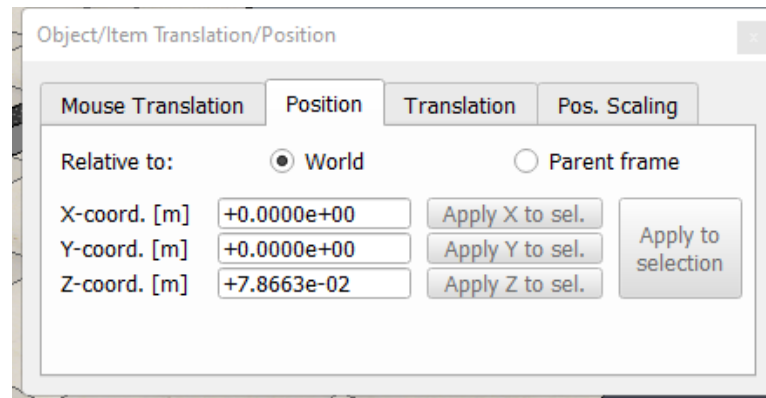 Object/Item Translation/Position
x
Mouse Translation Position Translation Pos. Scaling
Relative to: World Parent frame
X-coord. [m] +0.0000e+00 Apply X to sel.
Y-coord. [m] +0.0000e+00 Apply Y to sel.
Z-coord. [m] +7.8663e-02 Apply Z to sel.
Apply to
selection